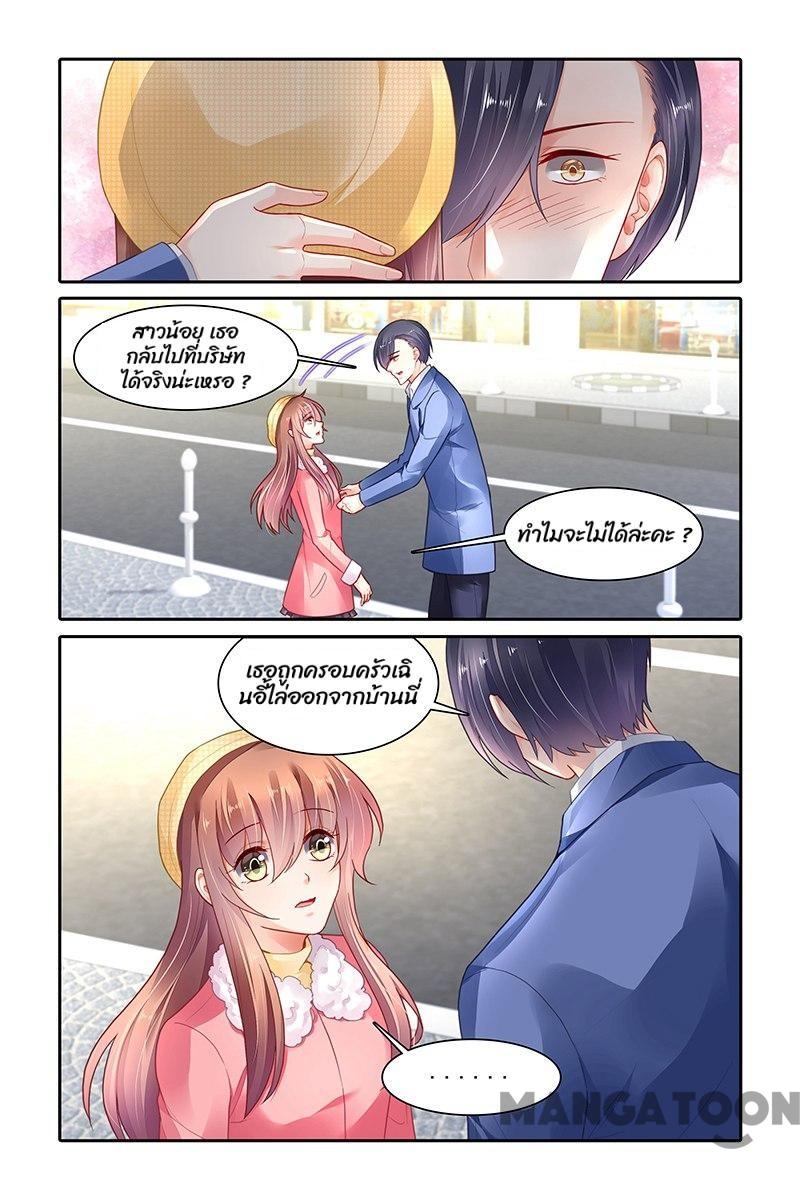 สาวน้อย เธอ
กลับไปที่บริษัท
ได้จริงน่ะเหรอ ?
ทำไมจะไม่ได้ล่ะคะ ?
เธอถูกครอบครัวเฉิ
นอี้ไล่ออกจากบ้านนี่
......
MANGATOON